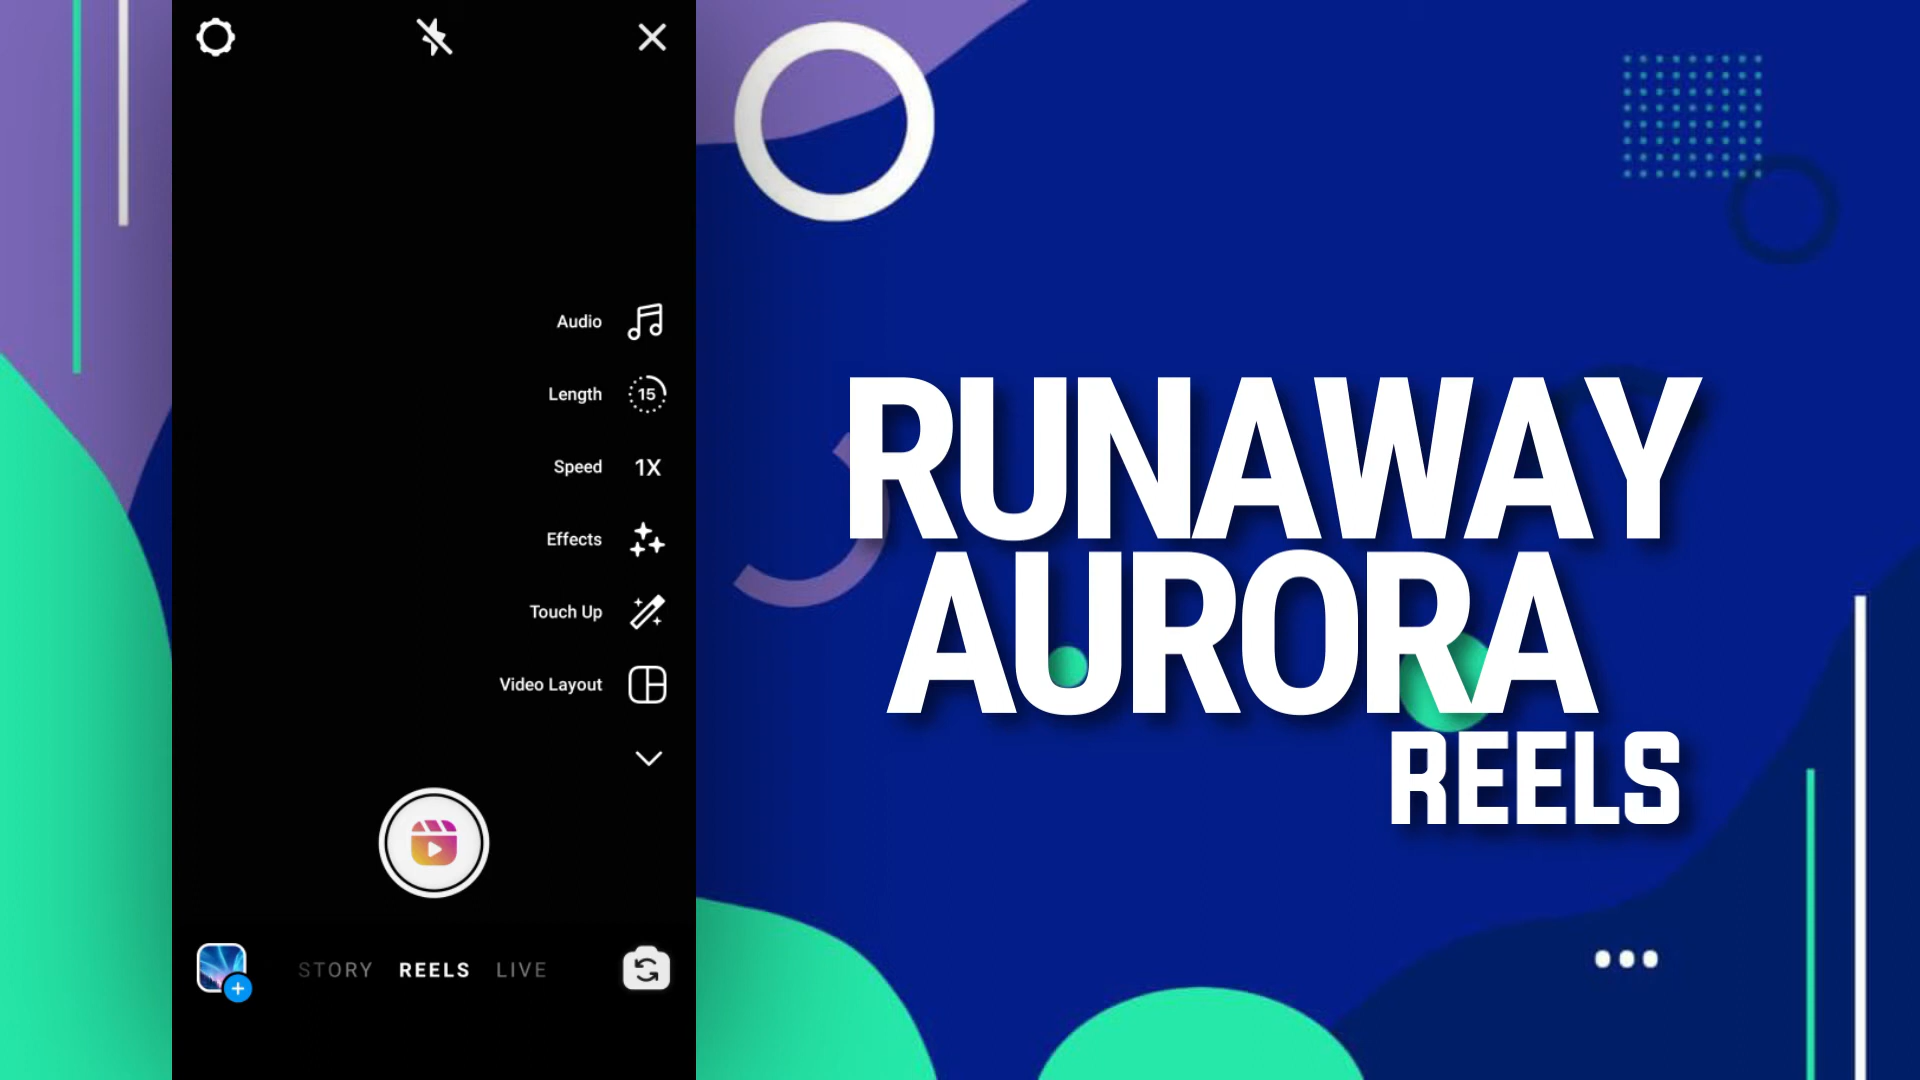 Audio
Length 15
Speed 1X
Effects
Touch Up
Video Layout
STORY REELS LIVE
RUNAWAY
AURORA
REELS